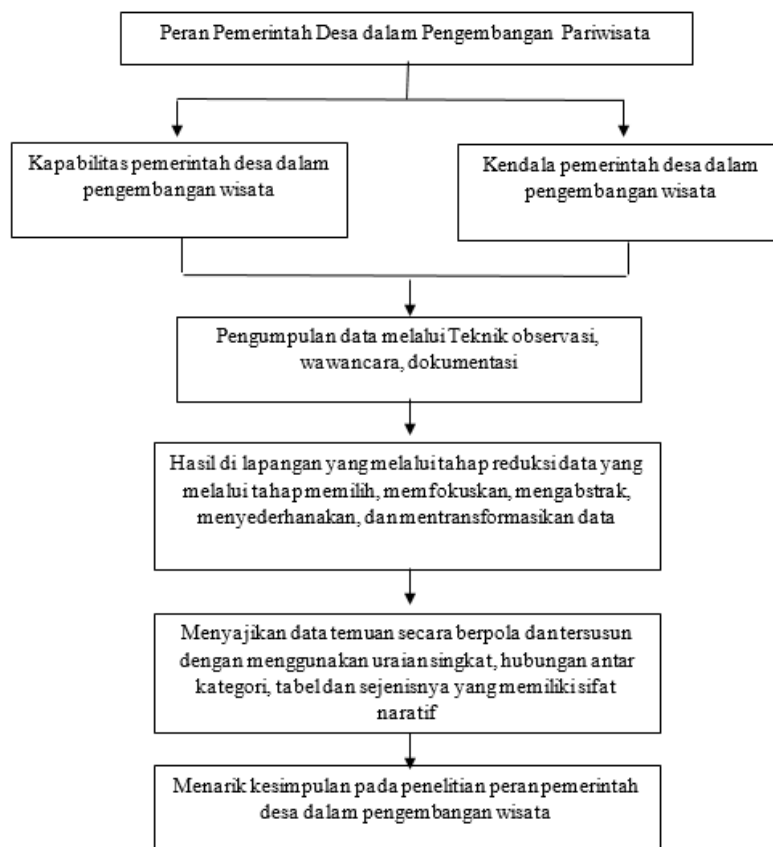 Peran Pemerintah Desa dalam Pengembangan Pariwisata
Kapabilitas pemerintah desa dalam
pengembangan wisata
Kendala pemerintah desa dalam
pengembangan wisata
Pengumpulan data melalui Teknik observasi,
wawancara, dokumentasi
Hasil di lapangan yang melalui tahap reduksi data yang
melalui tahap memilih, memfokuskan, mengabstrak,
menyederhanakan, dan mentransformasikan data
Menyajikan data temuan secara berpola dan tersusun
dengan menggunakan uraian singkat, hubungan antar
kategori, tabel dan sejenisnya yang memiliki sifat
naratif
Menarik kesimpulan pada penelitian peran pemerintah
desa dalam pengembangan wisata